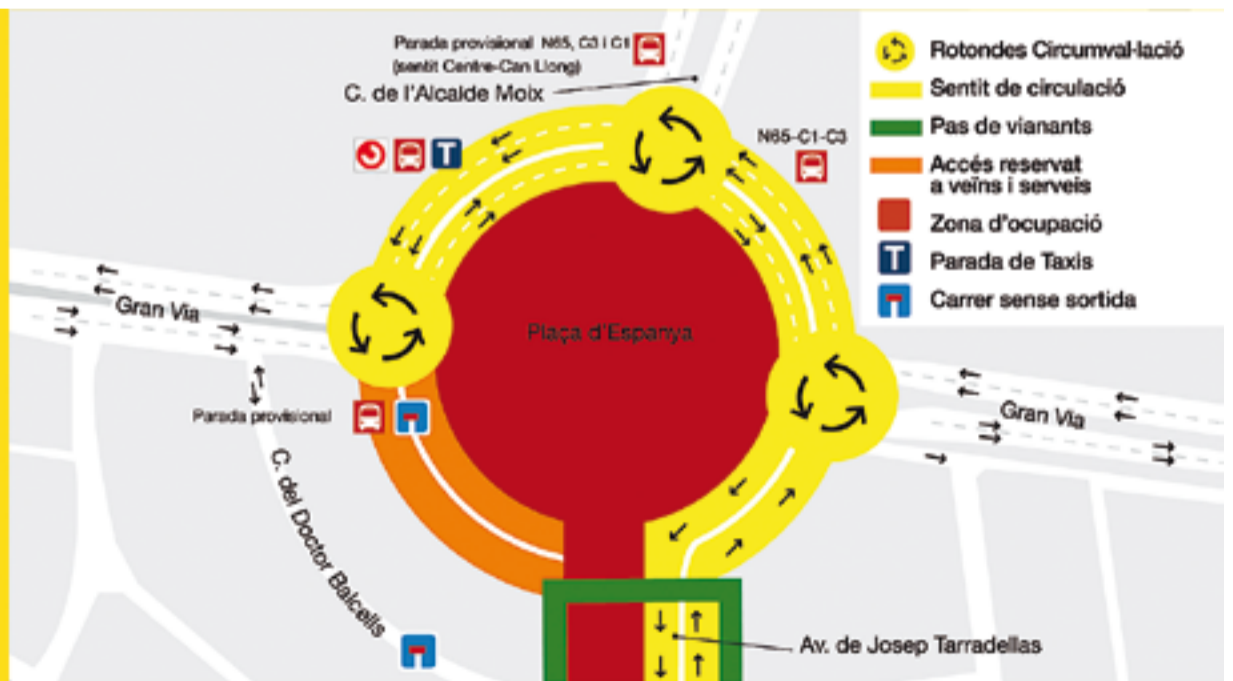 Parada provisional N65, C3 i C1
(sentit Centre-Can Llong)
C. de l'Alcalde Moix
N65-C1-C3
T
Gran Via
Plaça d'Espanya
Parada provisional
Gran Via
C. del Doctor Balcells
Av. de Josep Tarradellas
Rotondes Circumval·lació
Sentit de circulació
Pas de vianants
Accés reservat
a veïns i serveis
Zona d'ocupació
T
Parada de Taxis
Carrer sense sortida